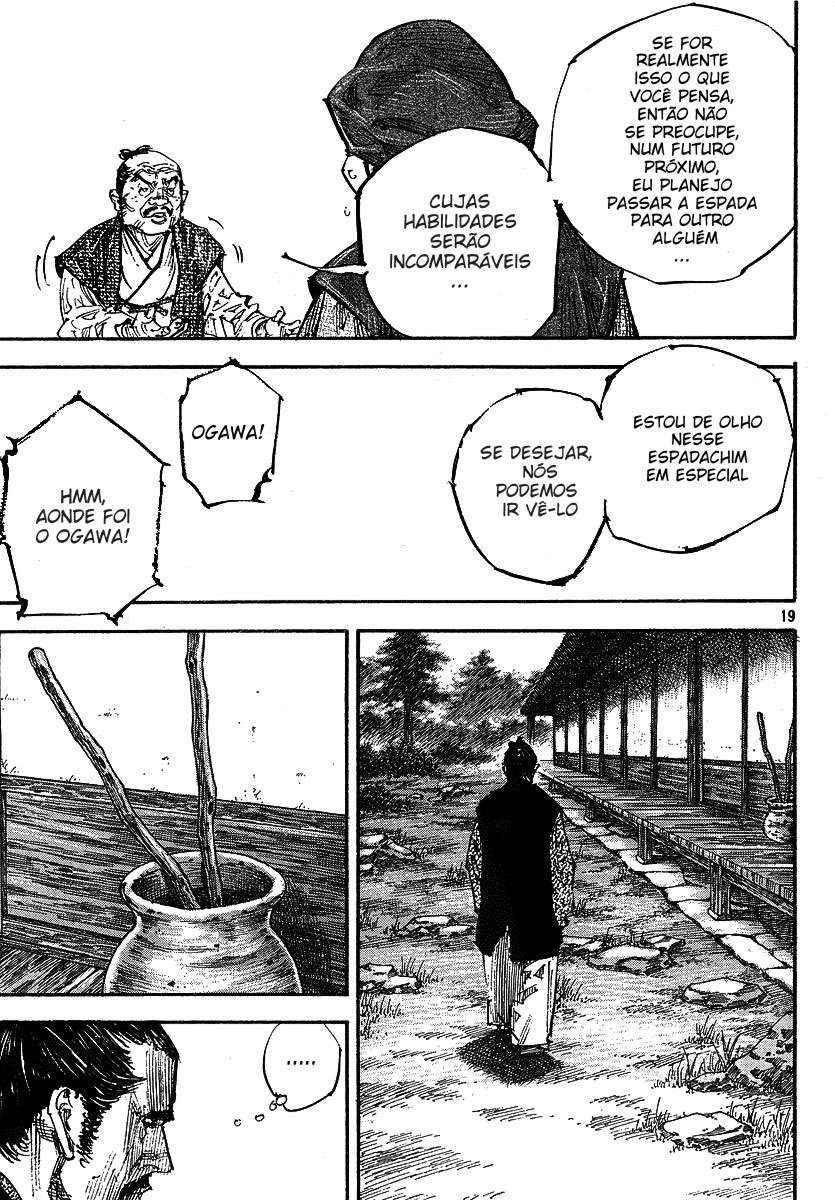 SE FOR
REALMENTE
ISSO O QUE
VOCÊ PENSA,
ENTÃO NÃO
SE PREOCUPE,
NUM FUTURO
PRÓXIMO,
EU PLANEJO
PASSAR A ESPADA
PARA OUTRO
ALGUÉM
...
CUJAS
HABILIDADES
SERÃO
INCOMPARÁVEIS
...
ESTOU DE OLHO
NESSE
ESPADACHIM
EM ESPECIAL
SE DESEJAR,
NÓS
PODEMOS
IR VÊ-LO
OGAWA!
HMM,
AONDE FOI
O OGAWA!
19
.....